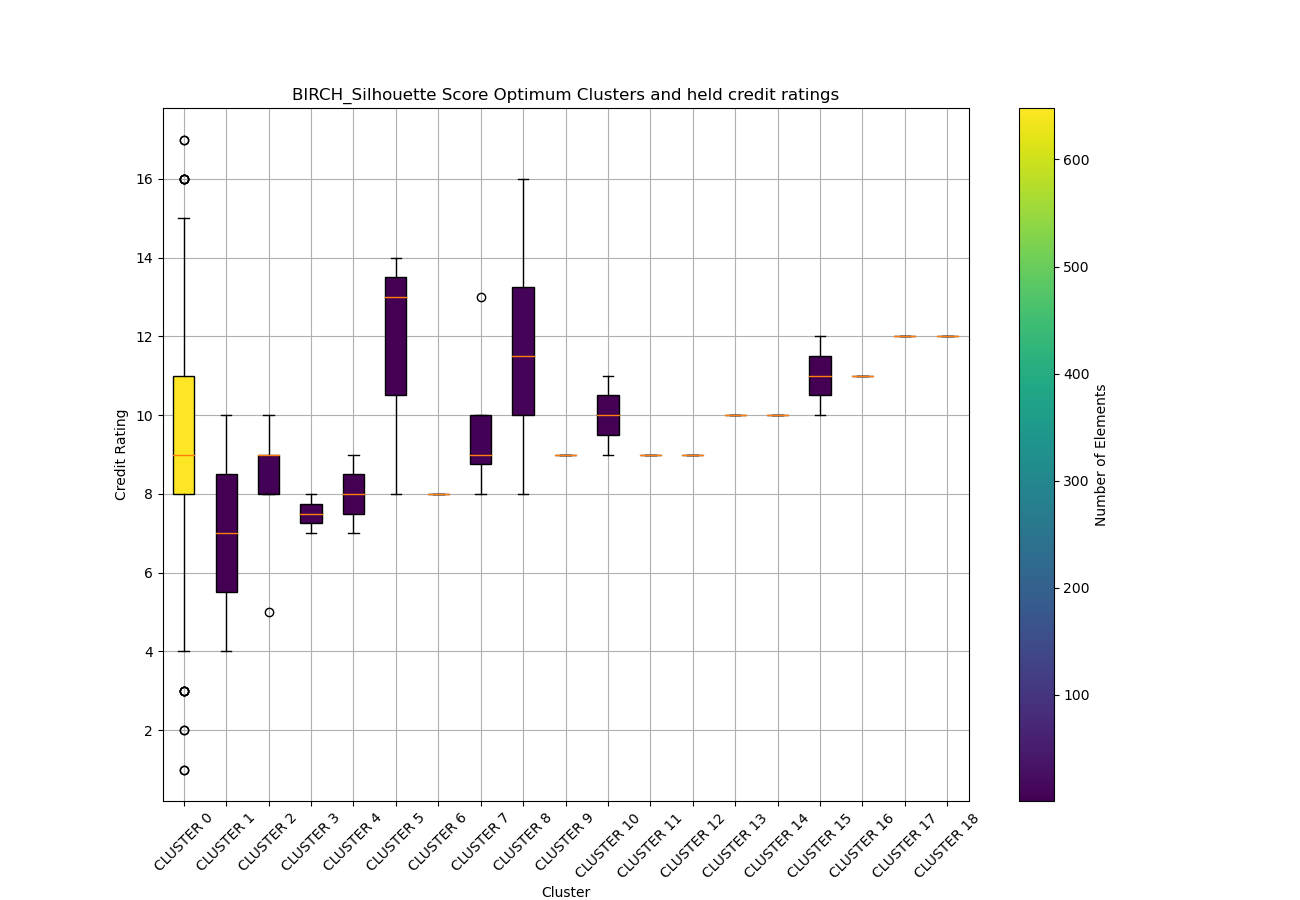 BIRCH_Silhouette Score Optimum Clusters and held credit ratings
16
14
12
10
8
6
4
2
Credit Rating
CLUSTER 0
CLUSTER 1
CLUSTER 2
CLUSTER 3
CLUSTER 4
CLUSTER 5
CLUSTER 6
CLUSTER 7
CLUSTER 8
CLUSTER 9
CLUSTER 10
CLUSTER 11
CLUSTER 12
CLUSTER 13
CLUSTER 14
CLUSTER 15
CLUSTER 16
CLUSTER 17
CLUSTER 18
Cluster
600
500
400
300
200
100
Number of Elements